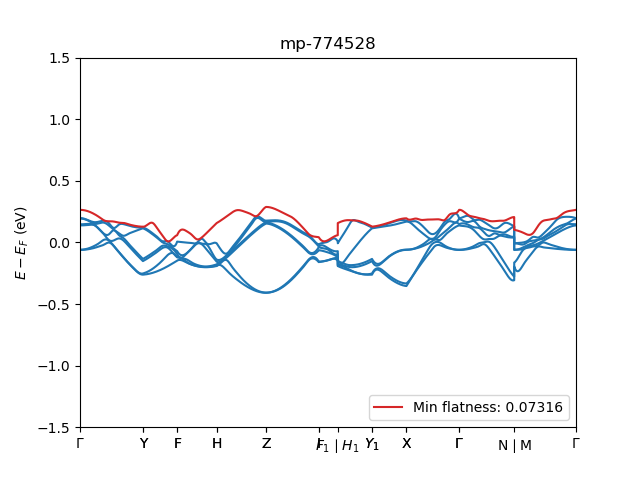 mp-774528
E − E_F (eV)
1.5
1.0
0.5
0.0
−0.5
−1.0
−1.5
Min flatness: 0.07316
Γ Y F H Z F₁ | H₁ Y₁ X Γ N | M Γ